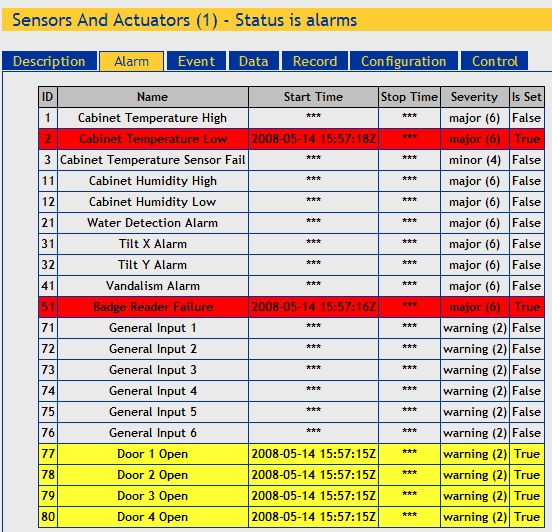 Sensors And Actuators (1) - Status is alarms
Description Alarm Event Data Record Configuration Control
ID Name Start Time Stop Time Severity Is Set
1 Cabinet Temperature High *** *** major (6) False
2 Cabinet Temperature Low 2008-05-14 15:57:18Z *** major (6) True
3 Cabinet Temperature Sensor Fail *** *** minor (4) False
11 Cabinet Humidity High *** *** major (6) False
12 Cabinet Humidity Low *** *** major (6) False
21 Water Detection Alarm *** *** major (6) False
31 Tilt X Alarm *** *** major (6) False
32 Tilt Y Alarm *** *** major (6) False
41 Vandalism Alarm *** *** major (6) False
51 Badge Reader Failure 2008-05-14 15:57:16Z *** major (6) True
71 General Input 1 *** *** warning (2) False
72 General Input 2 *** *** warning (2) False
73 General Input 3 *** *** warning (2) False
74 General Input 4 *** *** warning (2) False
75 General Input 5 *** *** warning (2) False
76 General Input 6 *** *** warning (2) False
77 Door 1 Open 2008-05-14 15:57:15Z *** warning (2) True
78 Door 2 Open 2008-05-14 15:57:15Z *** warning (2) True
79 Door 3 Open 2008-05-14 15:57:15Z *** warning (2) True
80 Door 4 Open 2008-05-14 15:57:15Z *** warning (2) True